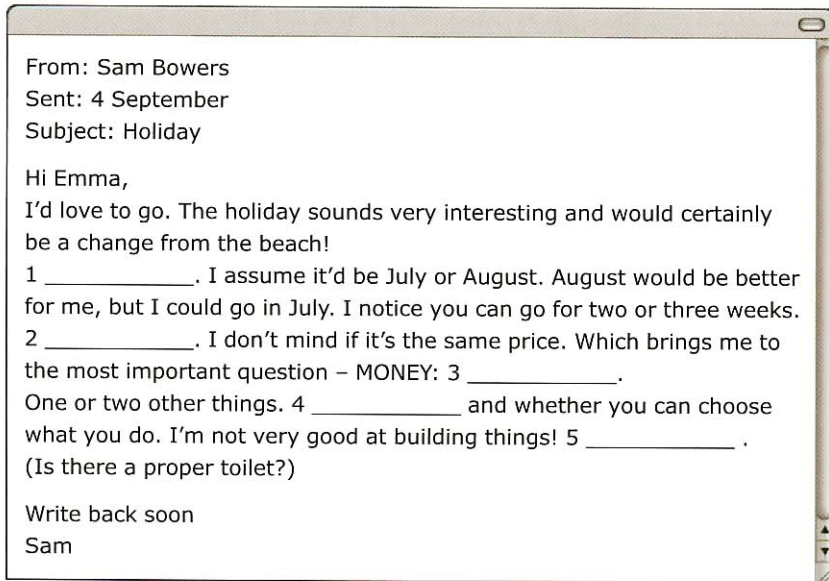 From: Sam Bowers
Sent: 4 September
Subject: Holiday
Hi Emma,
I'd love to go. The holiday sounds very interesting and would certainly
be a change from the beach!
1 ____________. I assume it'd be July or August. August would be better
for me, but I could go in July. I notice you can go for two or three weeks.
2 ____________. I don't mind if it's the same price. Which brings me to
the most important question – MONEY: 3 ____________.
One or two other things. 4 ____________ and whether you can choose
what you do. I'm not very good at building things! 5 ____________ .
(Is there a proper toilet?)
Write back soon
Sam